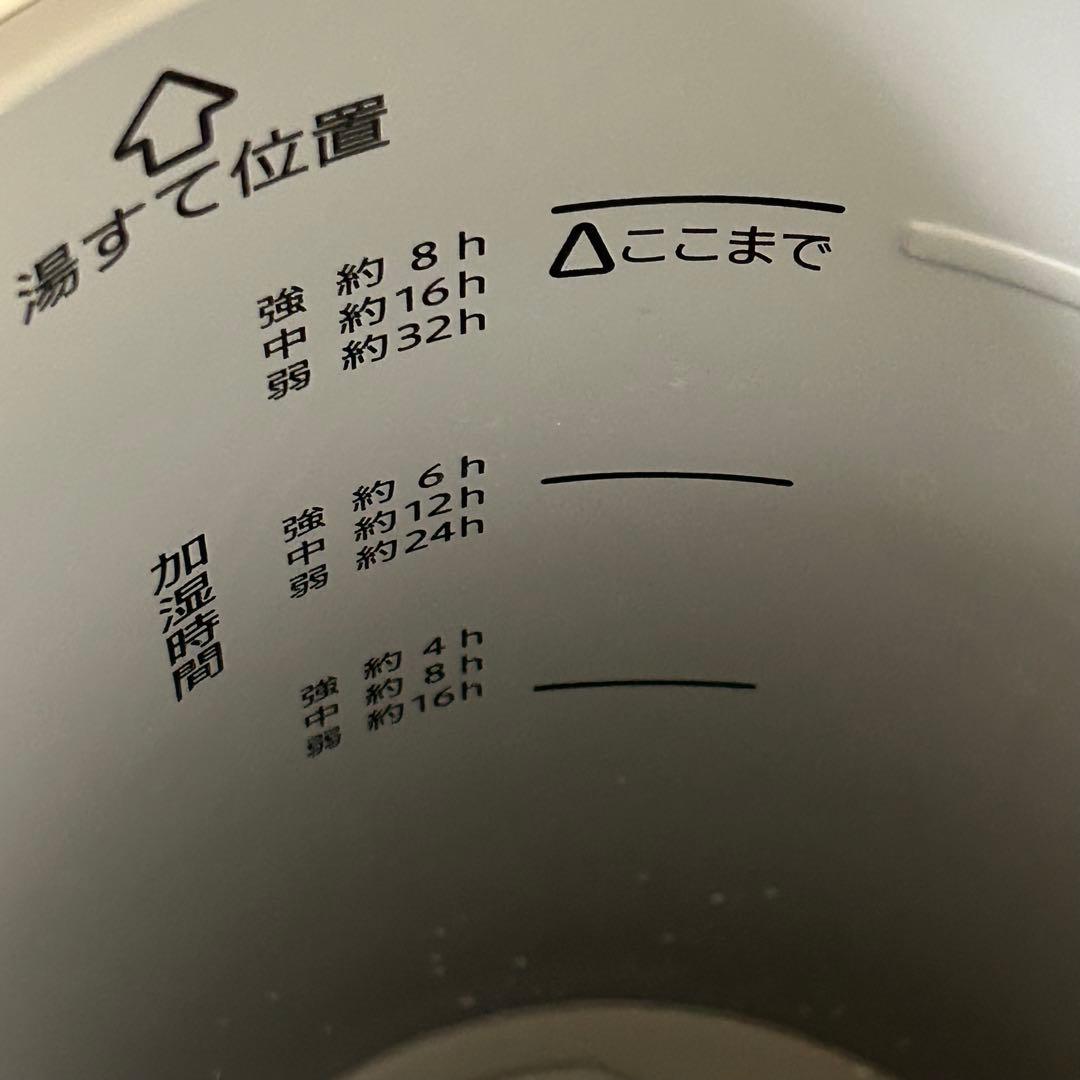 湯すて位置
△ここまで
強 約 8 h
中 約16h
弱 約32h
加湿時間
強 約 6 h
中 約12h
弱 約24h
強 約 4 h
中 約 8 h
弱 約16h